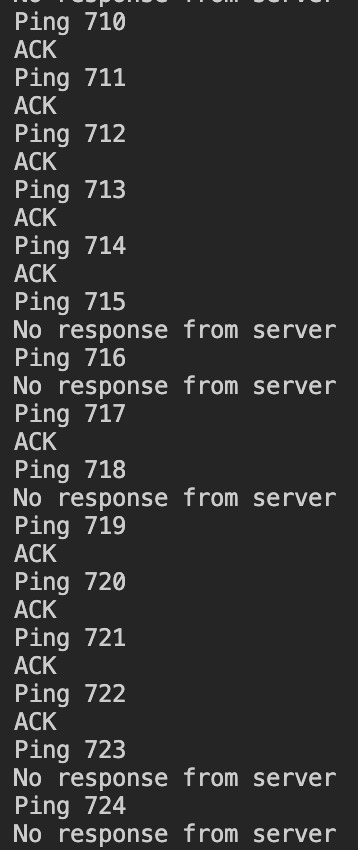 No response from server
Ping 710
ACK
Ping 711
ACK
Ping 712
ACK
Ping 713
ACK
Ping 714
ACK
Ping 715
No response from server
Ping 716
No response from server
Ping 717
ACK
Ping 718
No response from server
Ping 719
ACK
Ping 720
ACK
Ping 721
ACK
Ping 722
ACK
Ping 723
No response from server
Ping 724
No response from server